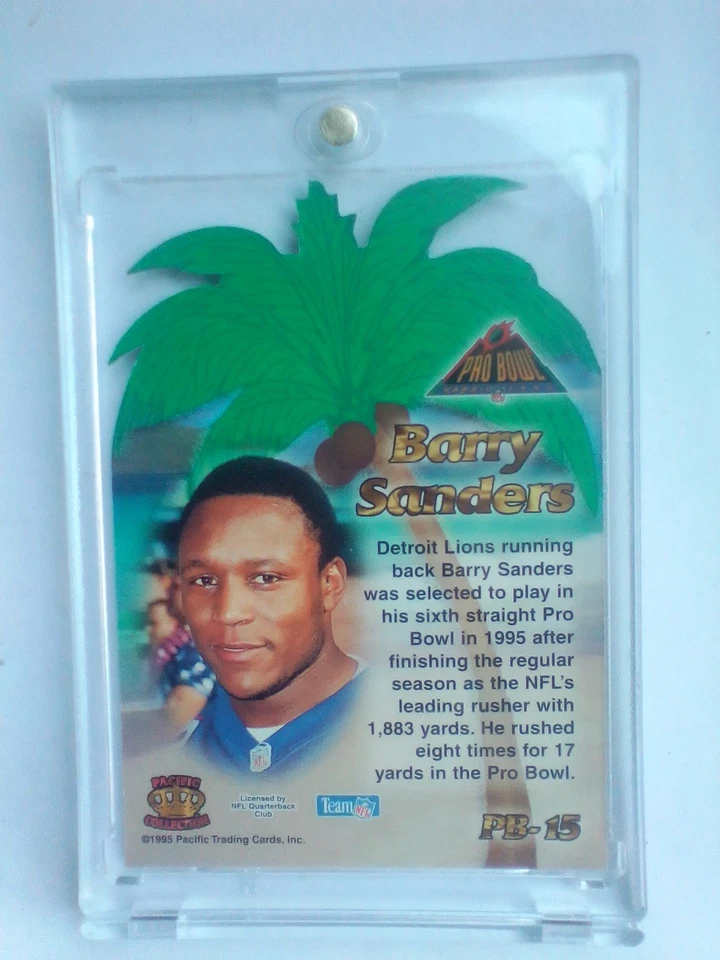 PRO BOWL
Barry
Sanders
Detroit Lions running
back Barry Sanders
was selected to play in
his sixth straight Pro
Bowl in 1995 after
finishing the regular
season as the NFL's
leading rusher with
1,883 yards. He rushed
eight times for 17
yards in the Pro Bowl.
PACIFIC
COLLECTION
Licensed by
NFL Quarterback
Club
Team NFL
©1995 Pacific Trading Cards, Inc.
PB-15